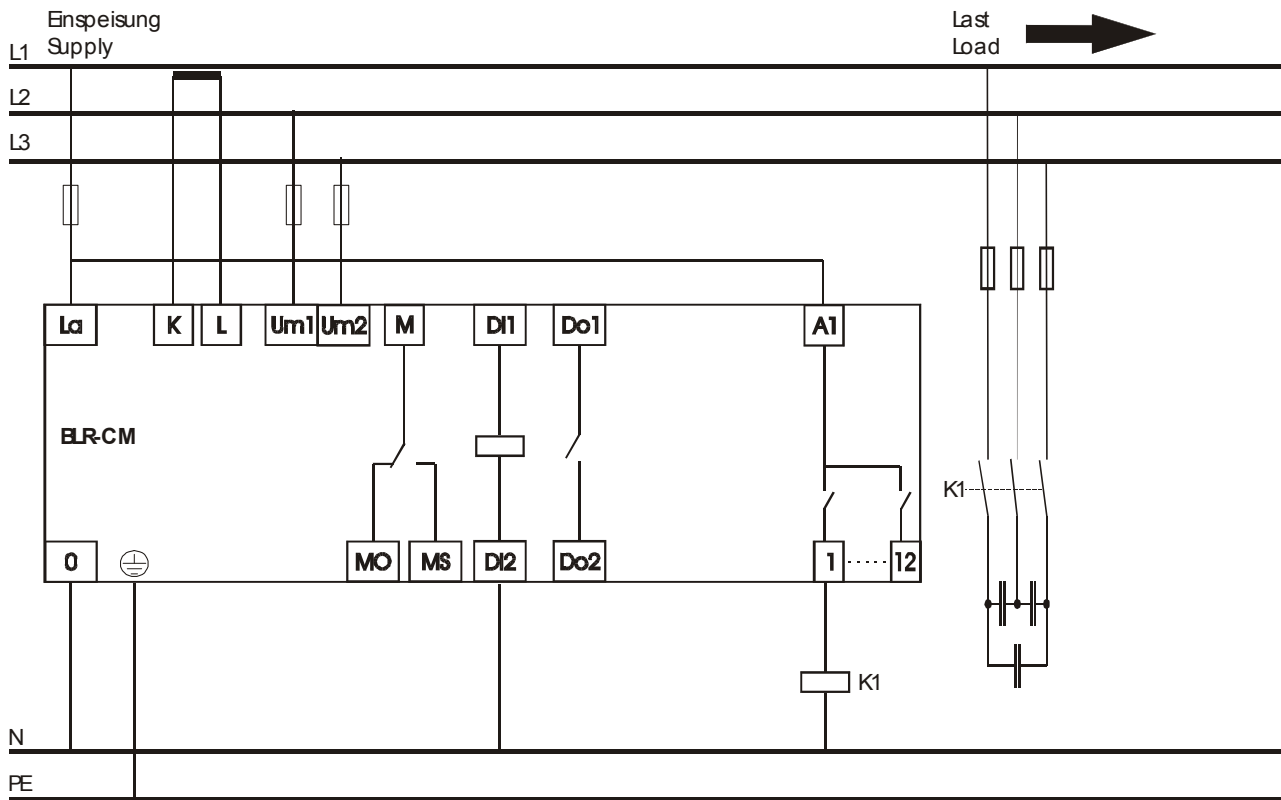 Einspeisung
Supply
Last
Load
L1
L2
L3
La
K
L
Um1
Um2
M
DI1
Do1
A1
BLR-CM
K1
0
MO
MS
DI2
Do2
1
12
K1
N
PE